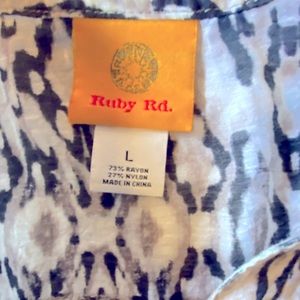 Ruby Rd.
L
73% RAYON
27% NYLON
MADE IN CHINA